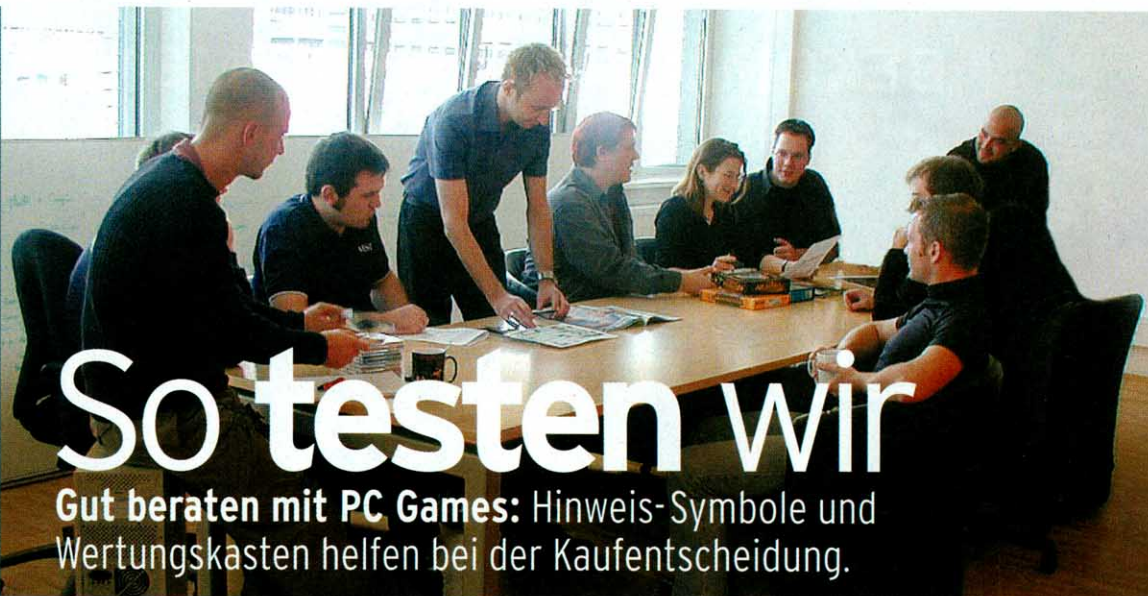 So testen wir
Gut beraten mit PC Games: Hinweis-Symbole und
Wertungskasten helfen bei der Kaufentscheidung.